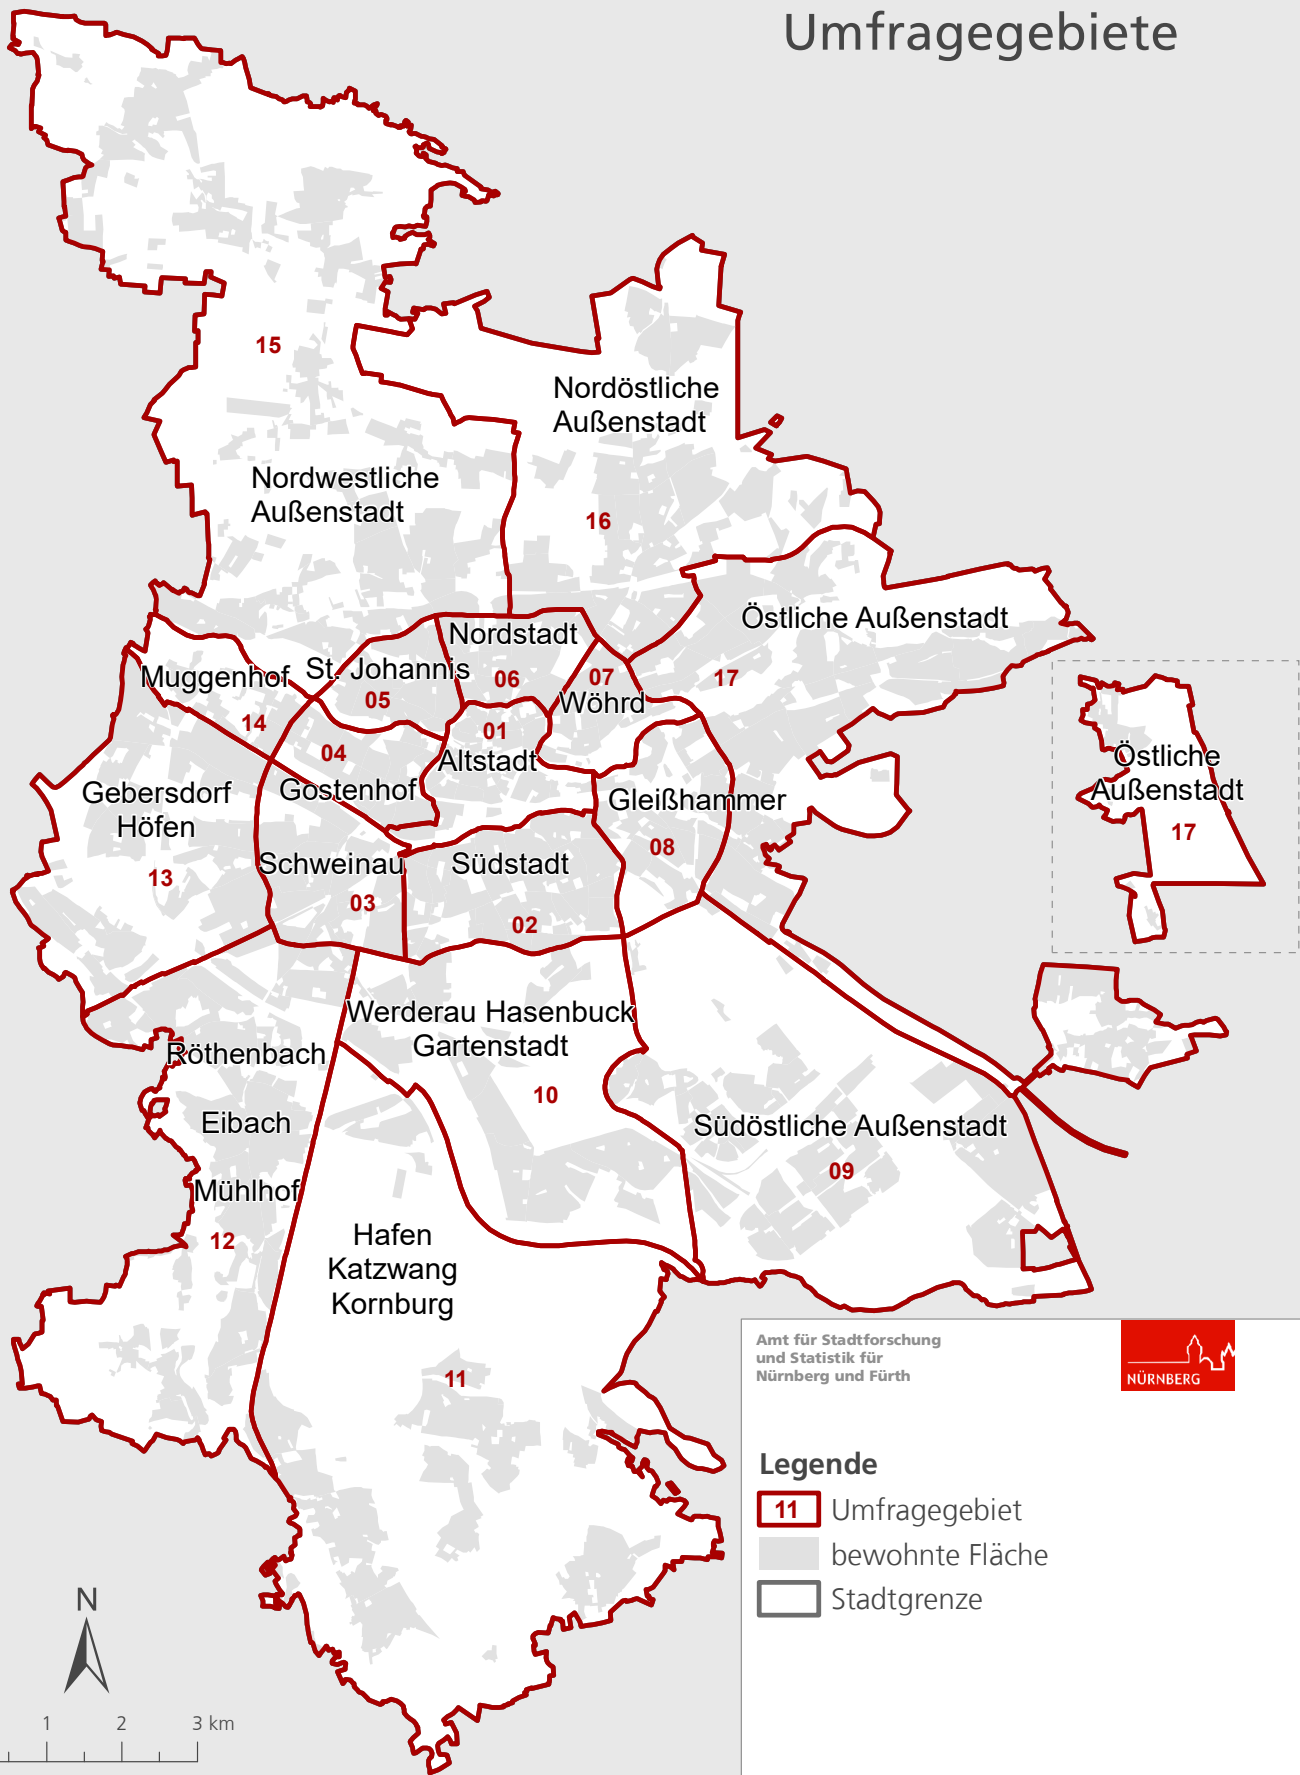 Umfragegebiete
15
Nordöstliche
Außenstadt
Nordwestliche
Außenstadt
16
Östliche Außenstadt
17
Nordstadt
06
07
Wöhrd
St. Johannis
05
Muggenhof
14
01
Altstadt
04
Gostenhof
Gebersdorf
Höfen
13
Gleißhammer
08
Schweinau
03
Südstadt
02
Östliche
Außenstadt
17
Werderau Hasenbuck
Gartenstadt
10
Röthenbach
Eibach
Mühlhof
12
Südöstliche Außenstadt
09
Hafen
Katzwang
Kornburg
11
Amt für Stadtforschung
und Statistik für
Nürnberg und Fürth
NÜRNBERG
Legende
11 Umfragegebiet
bewohnte Fläche
Stadtgrenze
N
1 2 3 km